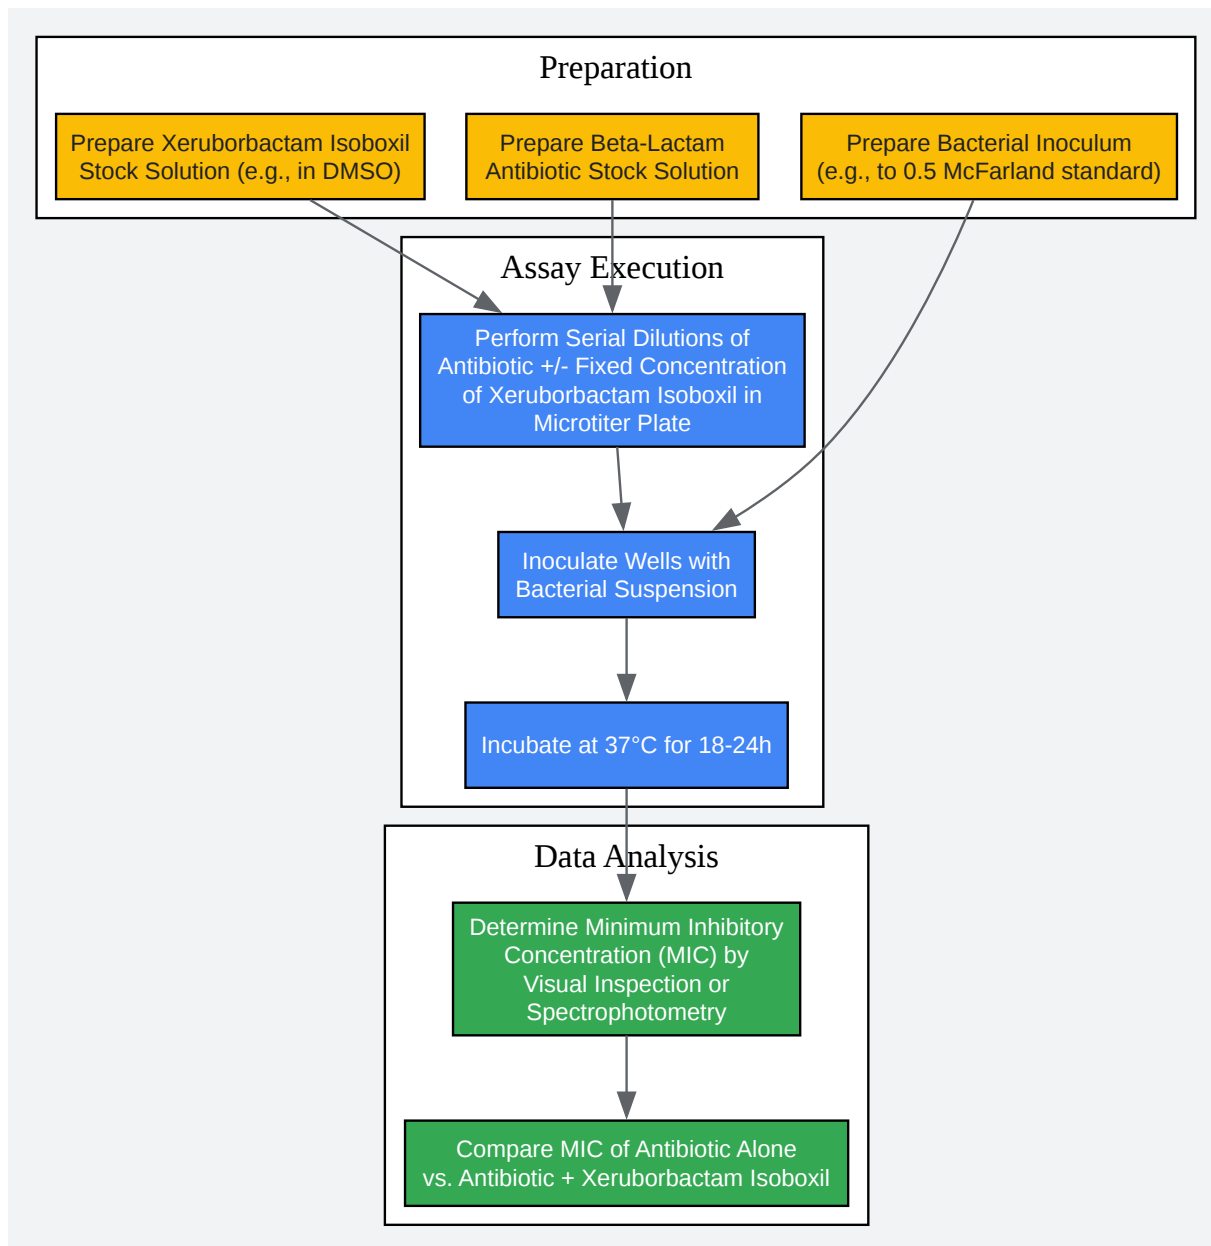 Preparation
Prepare Xeruborbactam Isoboxil
Stock Solution (e.g., in DMSO)
Prepare Beta-Lactam
Antibiotic Stock Solution
Prepare Bacterial Inoculum
(e.g., to 0.5 McFarland standard)
Assay Execution
Perform Serial Dilutions of
Antibiotic +/- Fixed Concentration
of Xeruborbactam Isoboxil in
Microtiter Plate
Inoculate Wells with
Bacterial Suspension
Incubate at 37°C for 18-24h
Data Analysis
Determine Minimum Inhibitory
Concentration (MIC) by
Visual Inspection or
Spectrophotometry
Compare MIC of Antibiotic Alone
vs. Antibiotic + Xeruborbactam Isoboxil